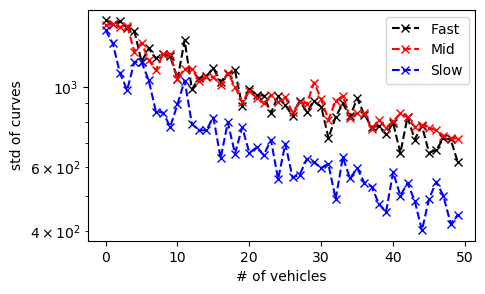 Fast
Mid
Slow
std of curves
10³
6 × 10²
4 × 10²
0 10 20 30 40 50
# of vehicles